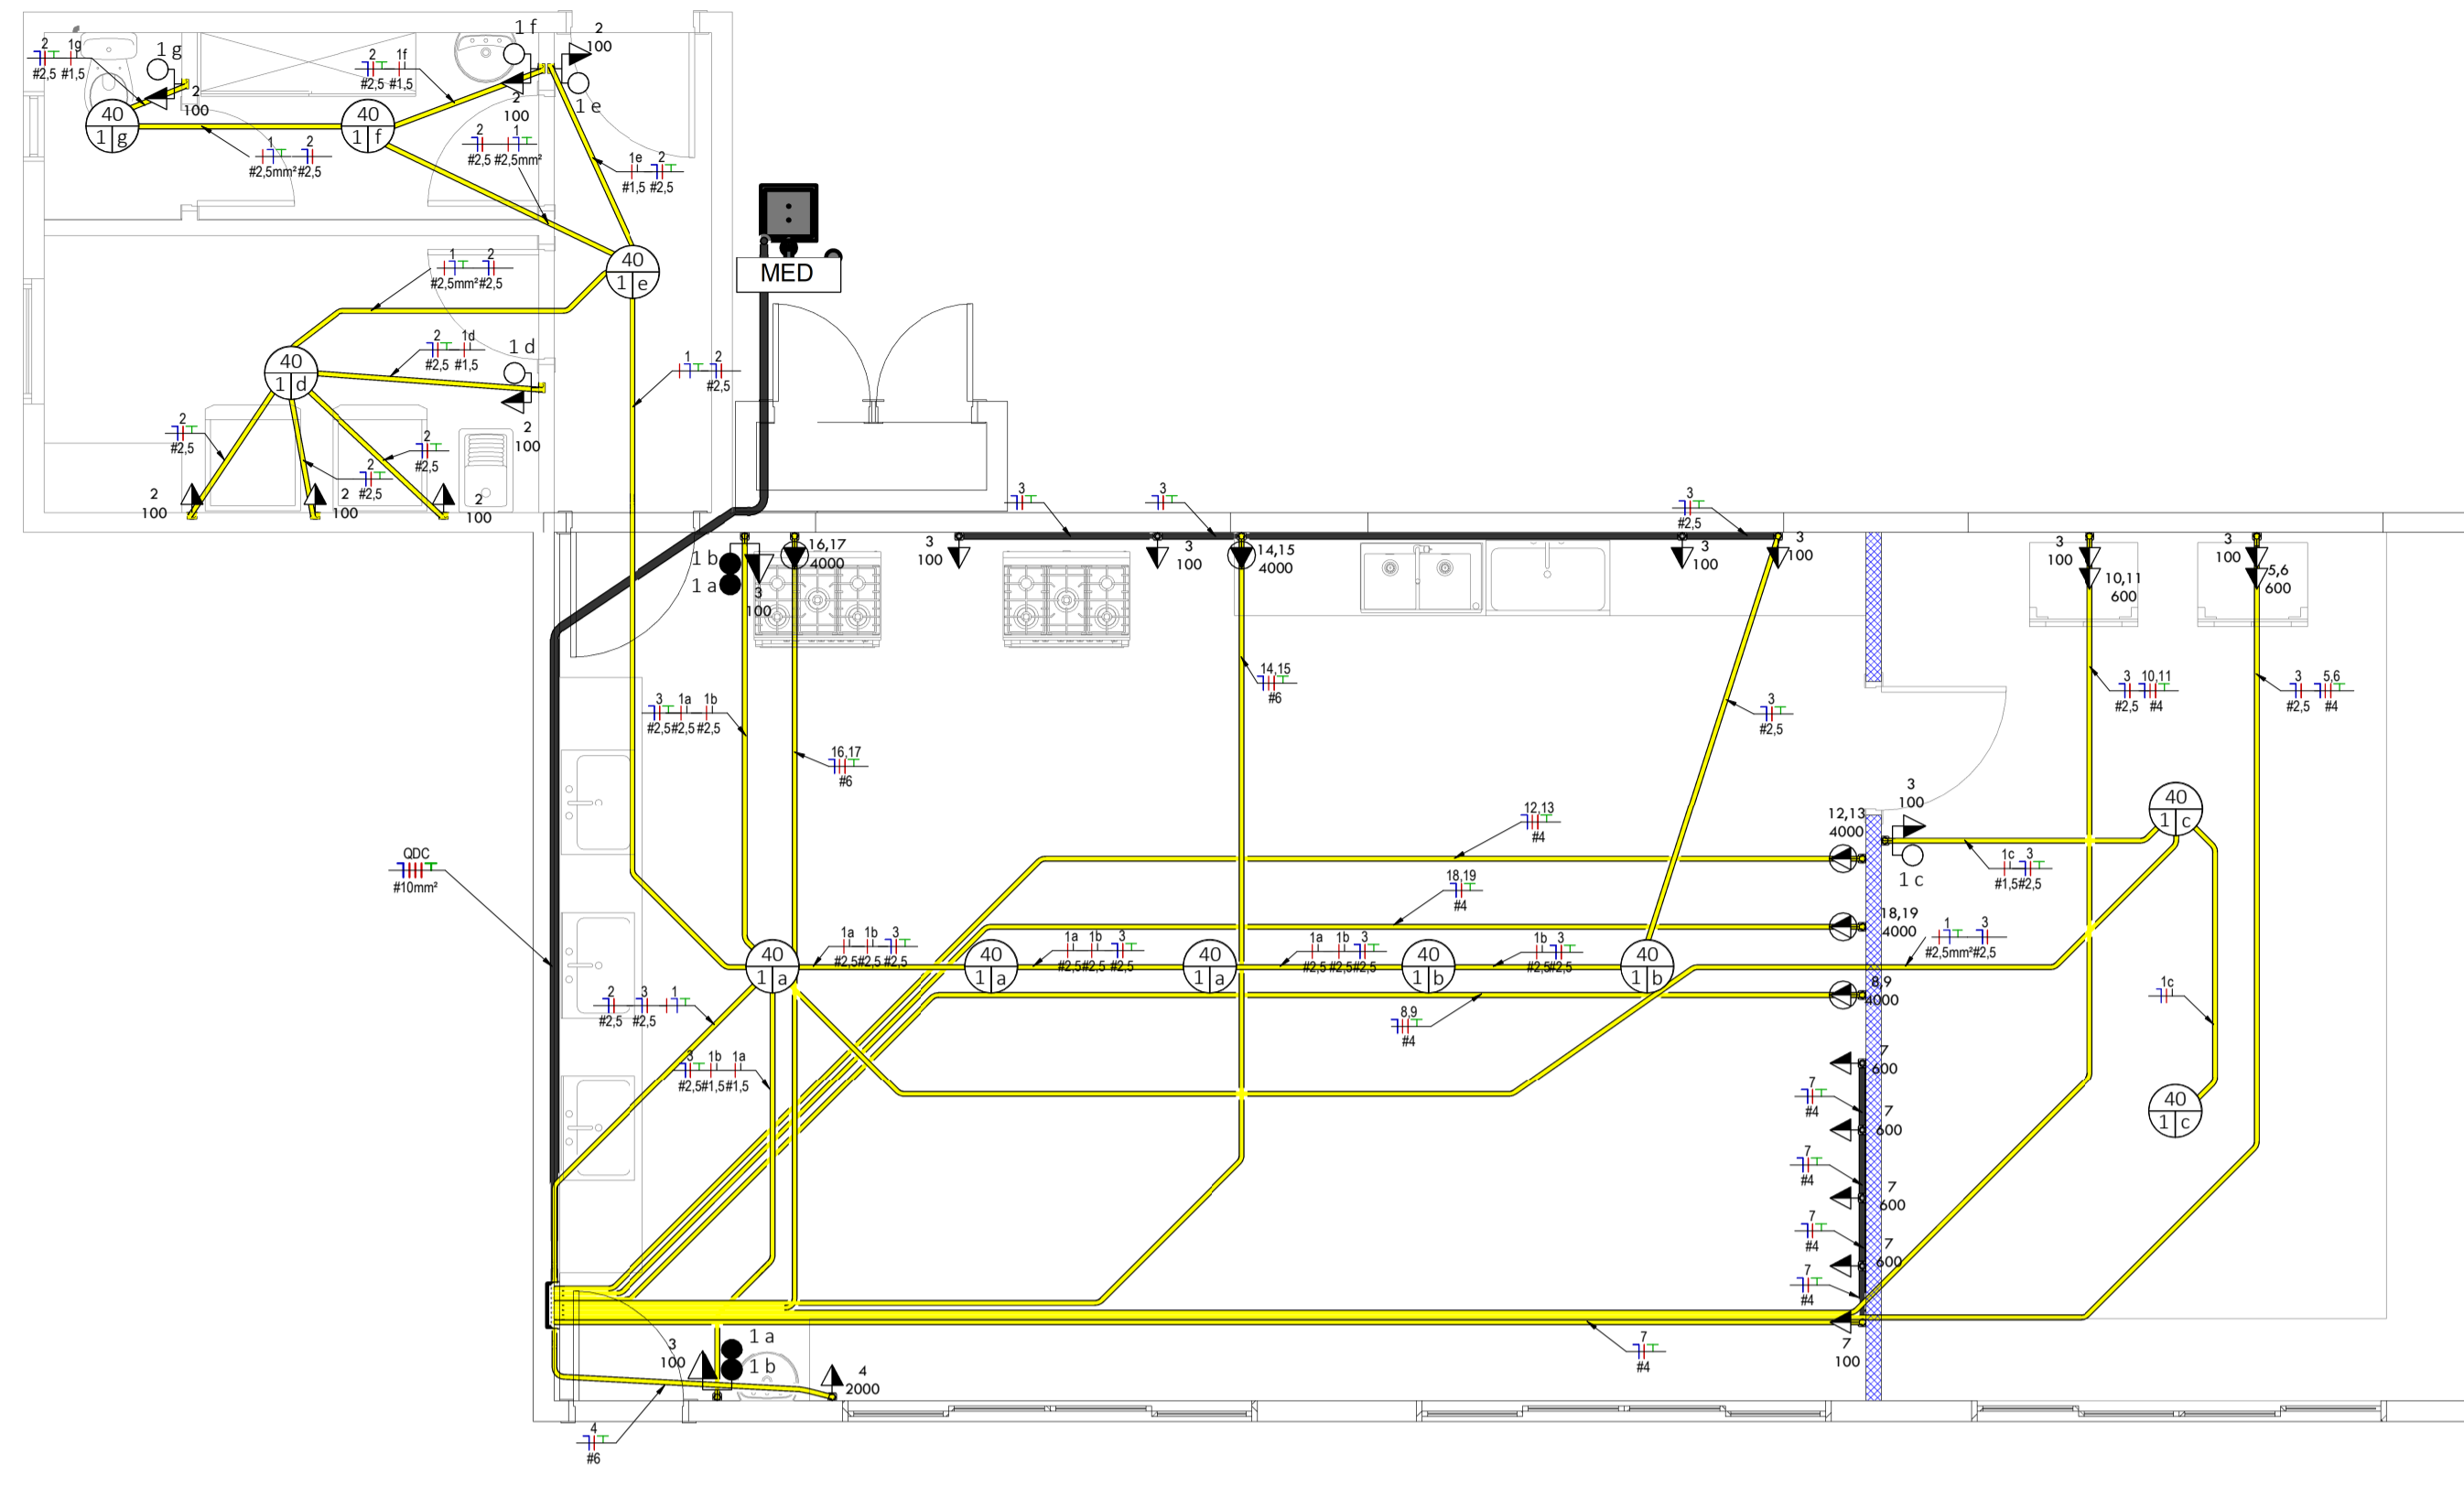 2 1g
#2,5 #1,5
1 g
2
100
40
1 g
1 2
#2,5mm² #2,5
2 1f
#2,5 #1,5
40
1 f
1 f
2
100
2
100
1 e
2 1
#2,5 #2,5mm²
1e 2
#1,5 #2,5
40
1 e
MED
1 2
#2,5mm² #2,5
40
1 d
2 1d
#2,5 #1,5
1 d
2
100
1 2
#2,5
2
#2,5
2
#2,5
2
#2,5
2
100
2
100
2
100
1 b
1 a
3
100
16,17
4000
3
3
100
3
3
100
14,15
4000
3
#2,5
3
100
3
100
3
100
10,11
600
3
100
5,6
600
3 1a 1b
#2,5 #2,5 #2,5
16,17
#6
14,15
#6
3
#2,5
3 10,11
#2,5 #4
3 5,6
#2,5 #4
12,13
#4
12,13
4000
3
100
1 c
40
1 c
1c 3
#1,5 #2,5
QDC
#10mm²
18,19
#4
18,19
4000
40
1 a
1a 1b 3
#2,5 #2,5 #2,5
40
1 a
1a 1b 3
#2,5 #2,5 #2,5
40
1 a
1a 1b 3
#2,5 #2,5 #2,5
40
1 b
1b 3
#2,5 #2,5
40
1 b
1 3
#2,5mm² #2,5
8,9
4000
8,9
#4
1c
2 3 1
#2,5 #2,5
3 1b 1a
#2,5 #1,5 #1,5
40
1 c
7
600
7
#4
7
600
7
#4
7
600
7
#4
7
600
7
#4
7
100
7
#4
3
100
1 a
1 b
4
2000
4
#6